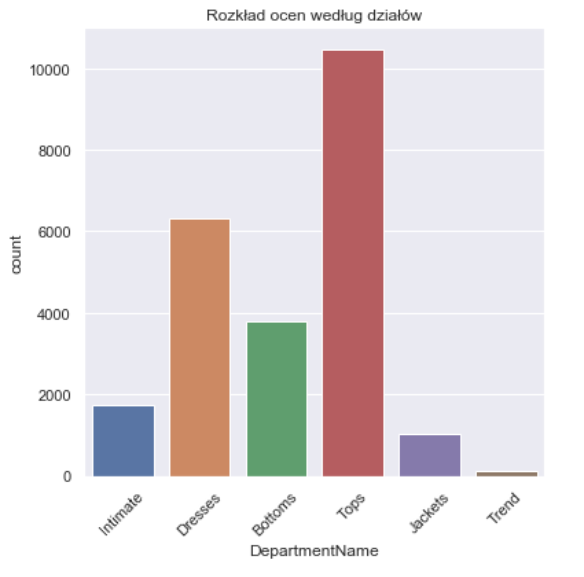 Rozkład ocen według działów
10000
8000
6000
4000
2000
0
count
Intimate
Dresses
Bottoms
Tops
Jackets
Trend
DepartmentName